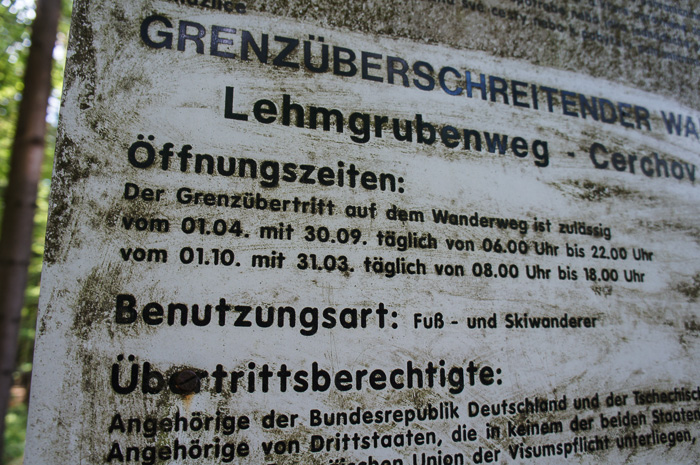 GRENZÜBERSCHREITENDER
Lehmgrubenweg - Cerchov
Öffnungszeiten:
Der Grenzübertritt auf dem Wanderweg ist zulässig
vom 01.04. mit 30.09. täglich von 06.00 Uhr bis 22.00 Uhr
vom 01.10. mit 31.03. täglich von 08.00 Uhr bis 18.00 Uhr
Benutzungsart: Fuß - und Skiwanderer
Übertrittsberechtigte:
Angehörige der Bundesrepublik Deutschland und der Tschechisch
Angehörige von Drittstaaten, die in keinem der beiden Staaten
Union der Visumspflicht unterliegen,